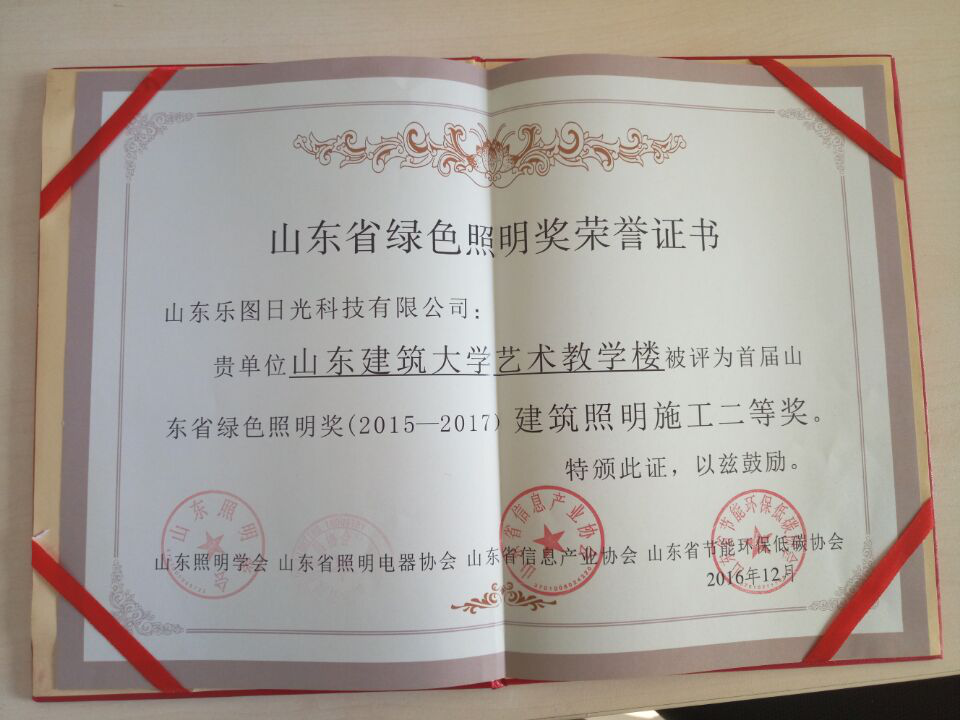 山东省绿色照明奖荣誉证书
山东乐图日光科技有限公司：
贵单位山东建筑大学艺术教学楼被评为首届山
东省绿色照明奖(2015—2017)建筑照明施工二等奖。
特颁此证，以兹鼓励。
山东照明学会 山东省照明电器协会 山东省信息产业协会 山东省节能环保低碳协会
2016年12月